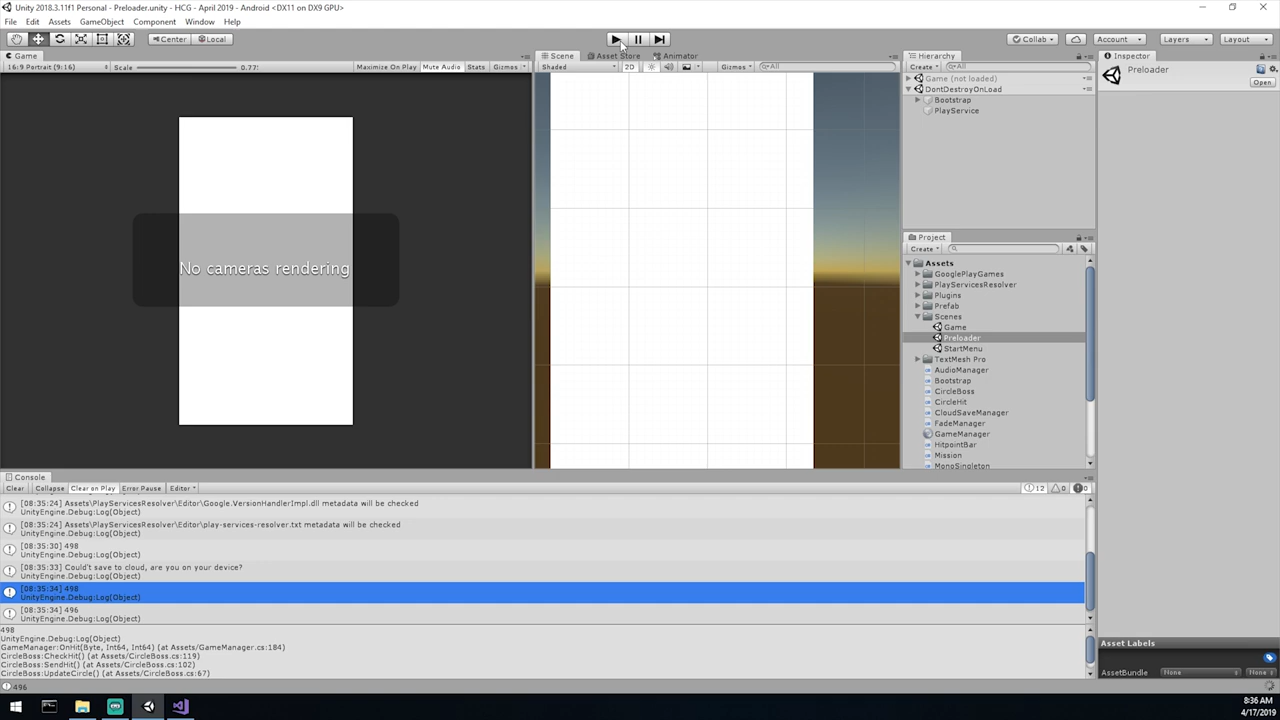 Unity 2018.3.11f1 Personal - Preloader.unity - HCG - April 2019 - Android <DX11 on DX9 GPU>
File Edit Assets GameObject Component Window Help
Center Local Collab Account Layers Layout
Game
16:9 Portrait (9:16) Scale 0.77: Maximize On Play Mute Audio Stats Gizmos
No cameras rendering
Scene Asset Store Animator
Shaded 2D Gizmos All
Hierarchy
Create All
Game (not loaded)
DontDestroyOnLoad
Bootstrap
PlayService
Project
Create
Assets
GooglePlayGames
PlayServicesResolver
Plugins
Prefab
Scenes
Game
Preloader
StartMenu
TextMesh Pro
AudioManager
Bootstrap
CircleBoss
CircleHit
CloudSaveManager
FadeManager
GameManager
HitpointBar
Mission
MonoSingleton
Inspector
Preloader
Open
Asset Labels
AssetBundle None None
Console
Clear Collapse Clear on Play Error Pause Editor 12 0 0
[08:35:24] Assets\PlayServicesResolver\Editor\Google.VersionHandlerImpl.dll metadata will be checked
UnityEngine.Debug:Log(Object)
[08:35:24] Assets\PlayServicesResolver\Editor\play-services-resolver.txt metadata will be checked
UnityEngine.Debug:Log(Object)
[08:35:30] 498
UnityEngine.Debug:Log(Object)
[08:35:33] Could't save to cloud, are you on your device?
UnityEngine.Debug:Log(Object)
[08:35:34] 498
UnityEngine.Debug:Log(Object)
[08:35:34] 496
UnityEngine.Debug:Log(Object)
498
UnityEngine.Debug:Log(Object)
GameManager:OnHit(Byte, Int64, Int64) (at Assets/GameManager.cs:184)
CircleBoss:CheckHit() (at Assets/CircleBoss.cs:119)
CircleBoss:SendHit() (at Assets/CircleBoss.cs:102)
CircleBoss:UpdateCircle() (at Assets/CircleBoss.cs:67)
496
8:36 AM
4/17/2019